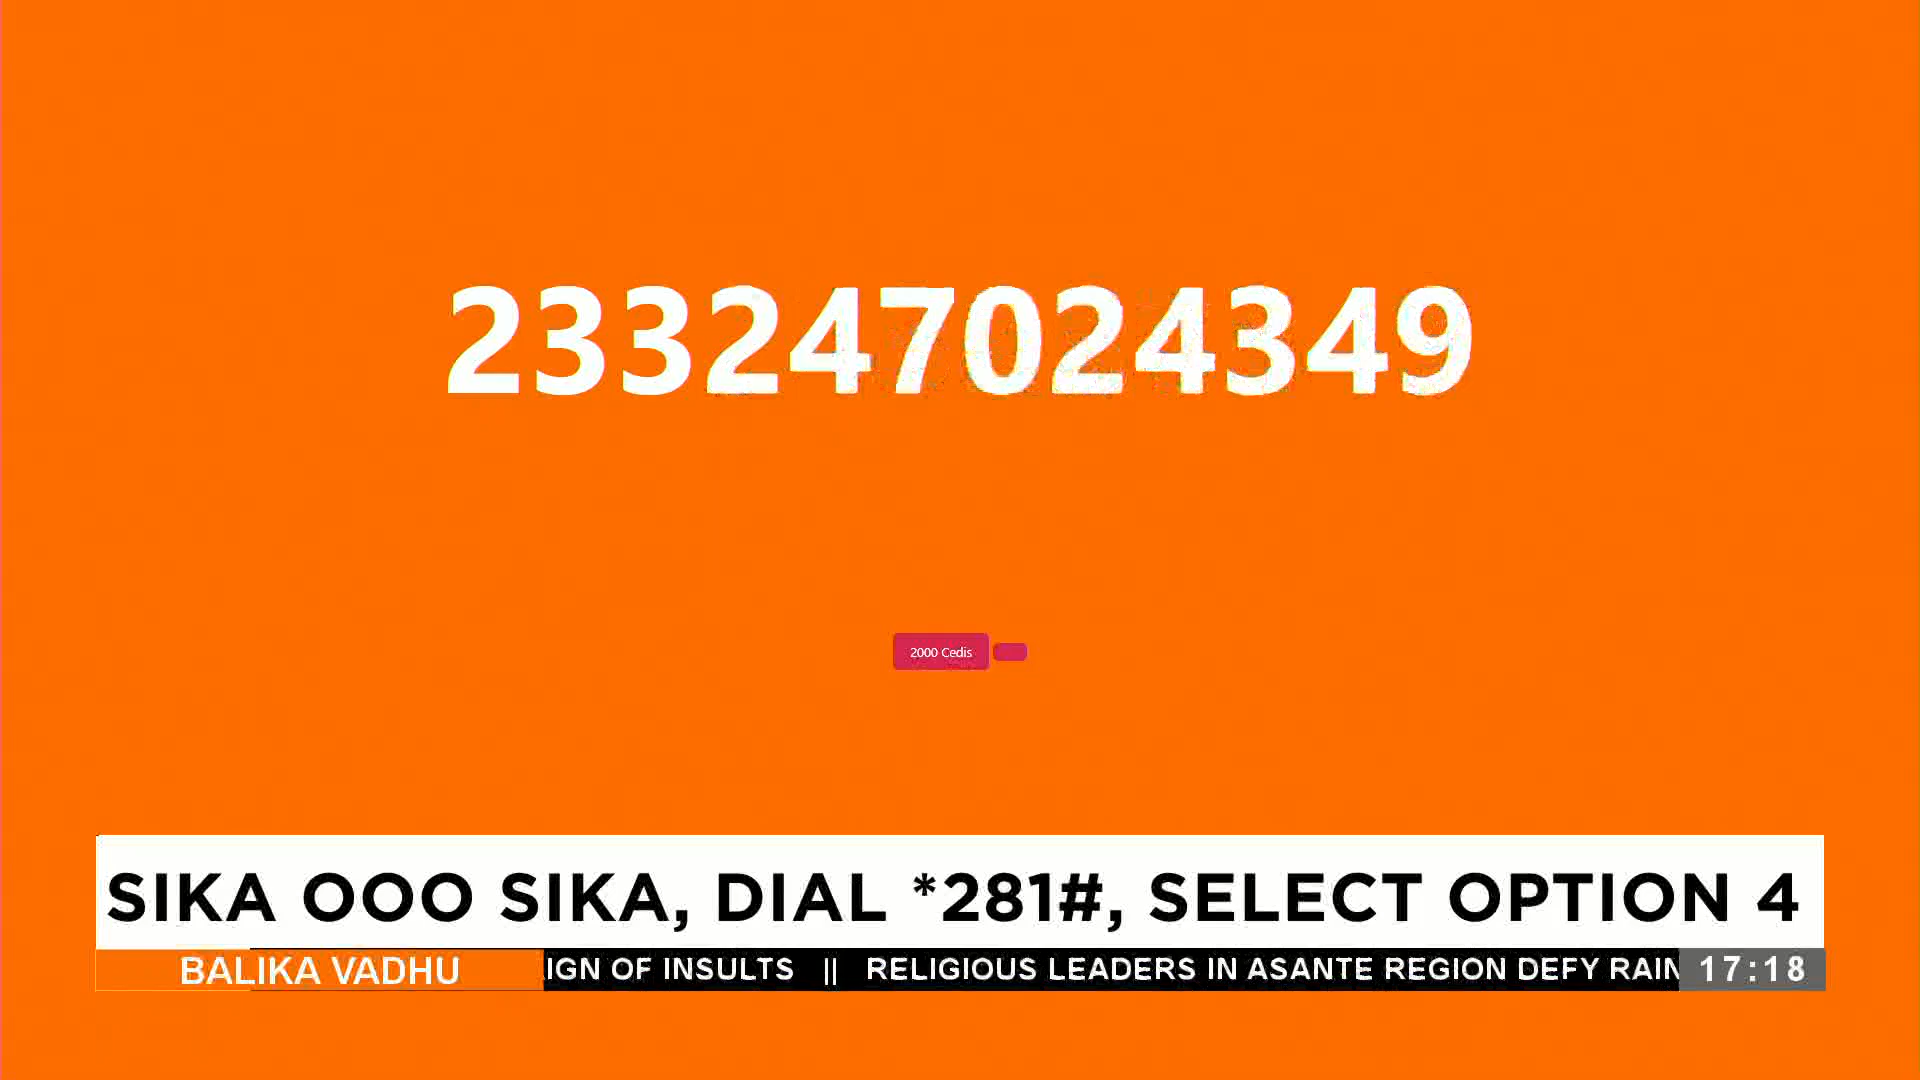 233247024349
2000 Cedis
SIKA OOO SIKA, DIAL *281#, SELECT OPTION 4
BALIKA VADHU IGN OF INSULTS || RELIGIOUS LEADERS IN ASANTE REGION DEFY RAIN 17:18